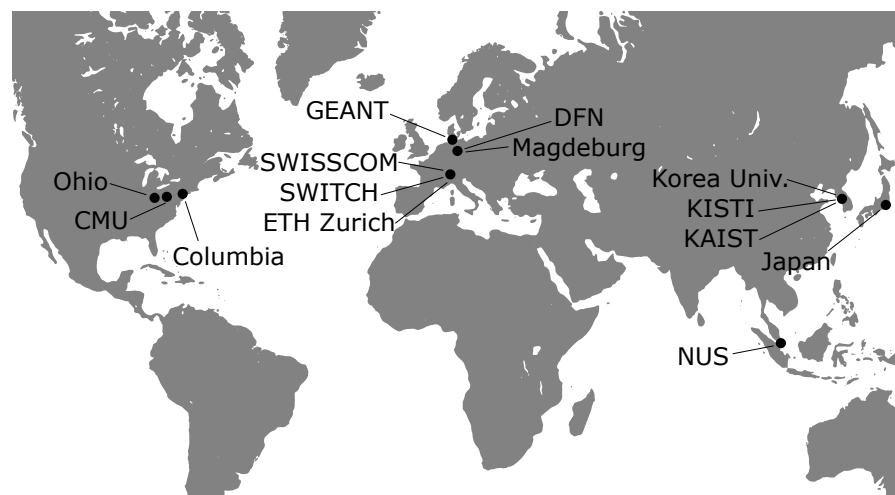 GEANT
DFN
Magdeburg
SWISSCOM
SWITCH
ETH Zurich
Ohio
CMU
Columbia
Korea Univ.
KISTI
KAIST
Japan
NUS